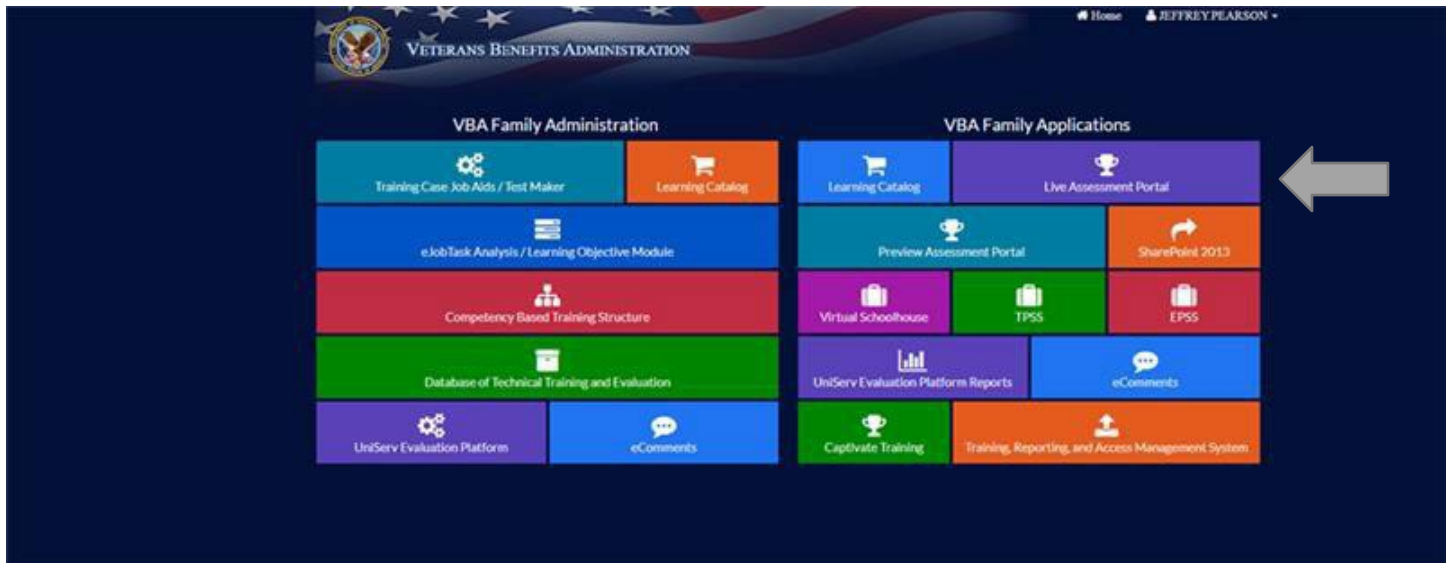 Home JEFFREY.PEARSON
VETERANS BENEFITS ADMINISTRATION
VBA Family Administration
VBA Family Applications
Training Case Job Aids / Test Maker
Learning Catalog
Learning Catalog
Live Assessment Portal
eJobTask Analysis / Learning Objective Module
Preview Assessment Portal
SharePoint 2013
Competency Based Training Structure
Virtual Schoolhouse
TPSS
EPSS
Database of Technical Training and Evaluation
UniServ Evaluation Platform Reports
eComments
UniServ Evaluation Platform
eComments
Captivate Training
Training, Reporting, and Access Management System